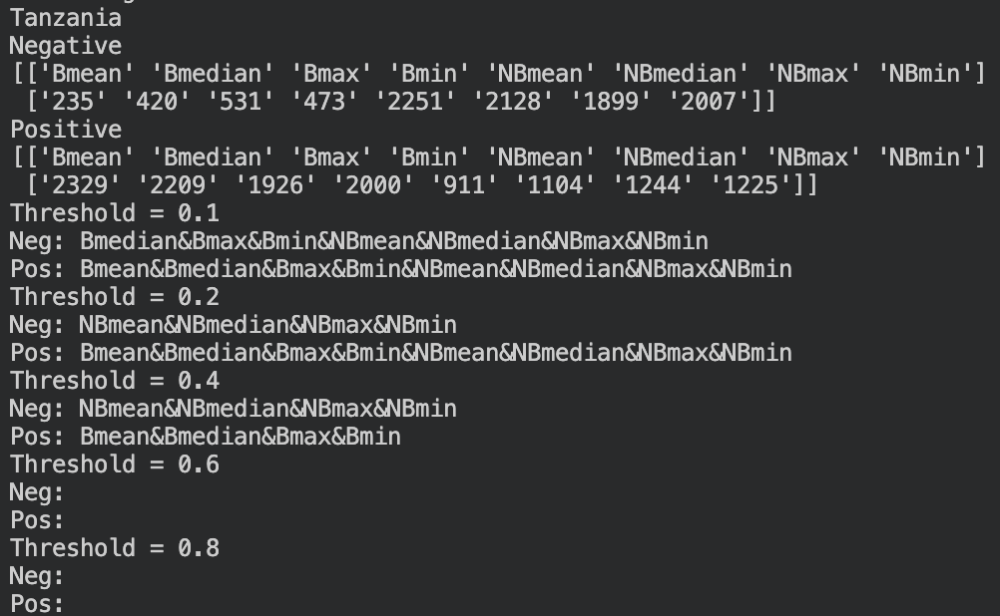 Tanzania
Negative
[['Bmean' 'Bmedian' 'Bmax' 'Bmin' 'NBmean' 'NBmedian' 'NBmax' 'NBmin']
['235' '420' '531' '473' '2251' '2128' '1899' '2007']]
Positive
[['Bmean' 'Bmedian' 'Bmax' 'Bmin' 'NBmean' 'NBmedian' 'NBmax' 'NBmin']
['2329' '2209' '1926' '2000' '911' '1104' '1244' '1225']]
Threshold = 0.1
Neg: Bmedian&Bmax&Bmin&NBmean&NBmedian&NBmax&NBmin
Pos: Bmean&Bmedian&Bmax&Bmin&NBmean&NBmedian&NBmax&NBmin
Threshold = 0.2
Neg: NBmean&NBmedian&NBmax&NBmin
Pos: Bmean&Bmedian&Bmax&Bmin&NBmean&NBmedian&NBmax&NBmin
Threshold = 0.4
Neg: NBmean&NBmedian&NBmax&NBmin
Pos: Bmean&Bmedian&Bmax&Bmin
Threshold = 0.6
Neg:
Pos:
Threshold = 0.8
Neg:
Pos: